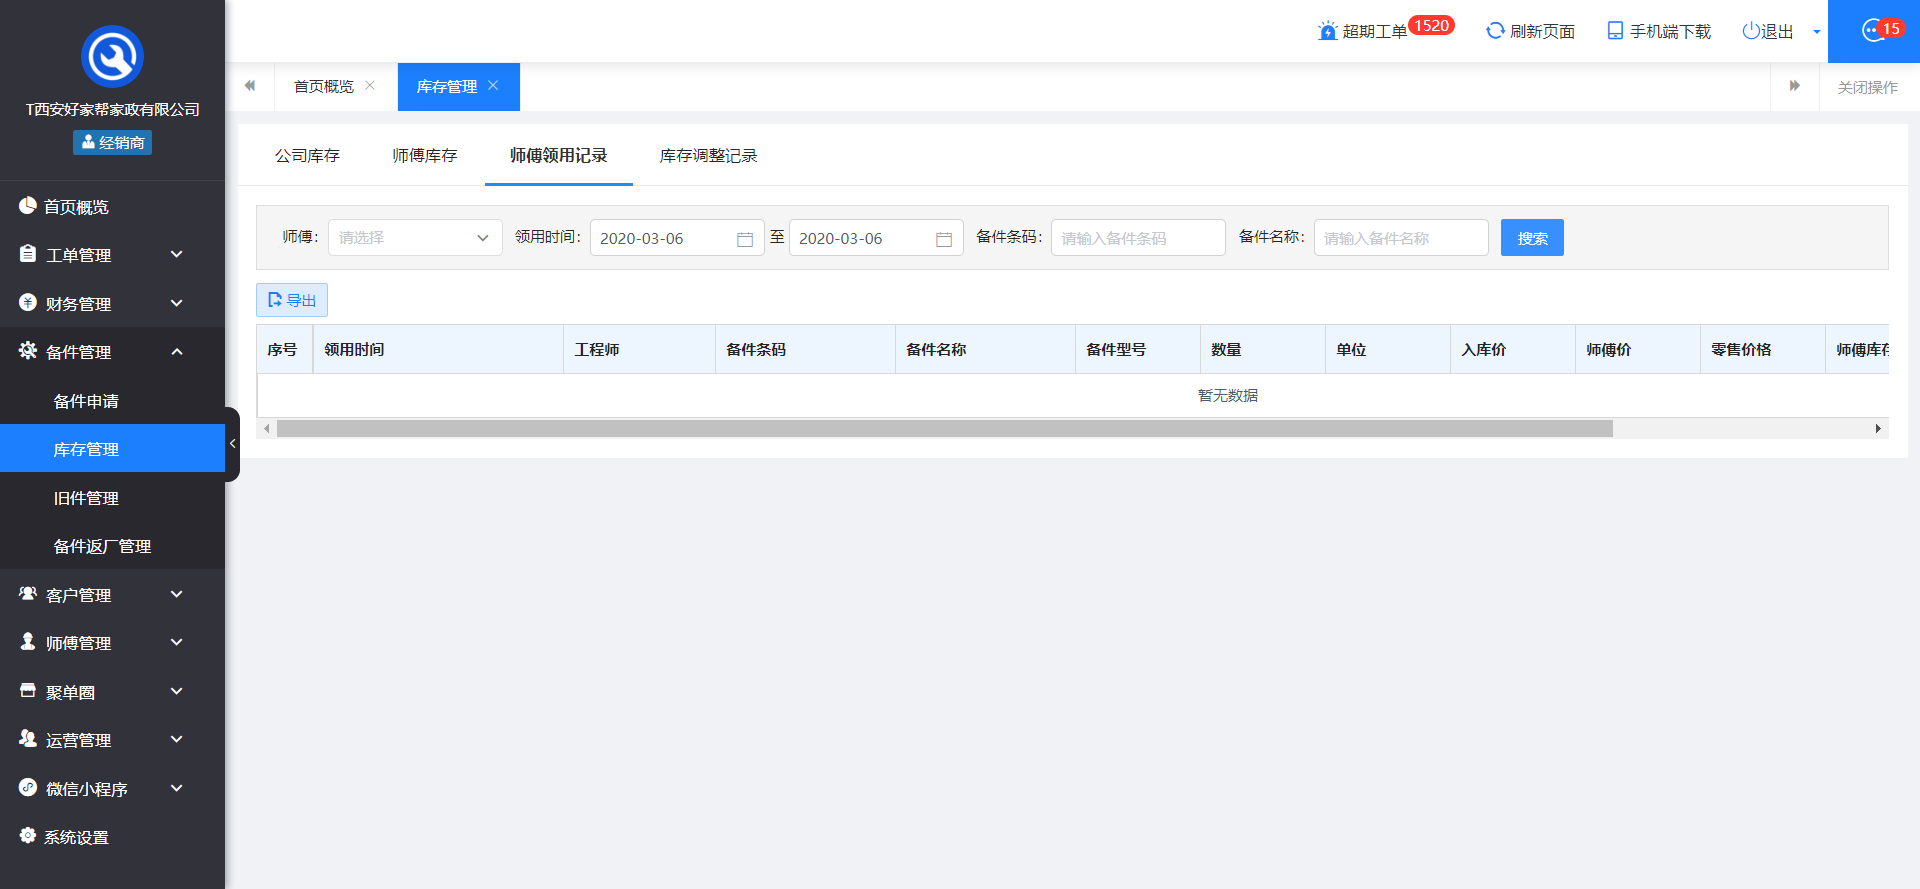 T西安好家帮家政有限公司
经销商
首页概览
工单管理
财务管理
备件管理
备件申请
库存管理
旧件管理
备件返厂管理
客户管理
师傅管理
聚单圈
运营管理
微信小程序
系统设置
超期工单 1520 刷新页面 手机端下载 退出 15
首页概览 库存管理 关闭操作
公司库存 师傅库存 师傅领用记录 库存调整记录
师傅: 请选择 领用时间: 2020-03-06 至 2020-03-06 备件条码: 请输入备件条码 备件名称: 请输入备件名称 搜索
导出
序号 领用时间 工程师 备件条码 备件名称 备件型号 数量 单位 入库价 师傅价 零售价格 师傅库存
暂无数据